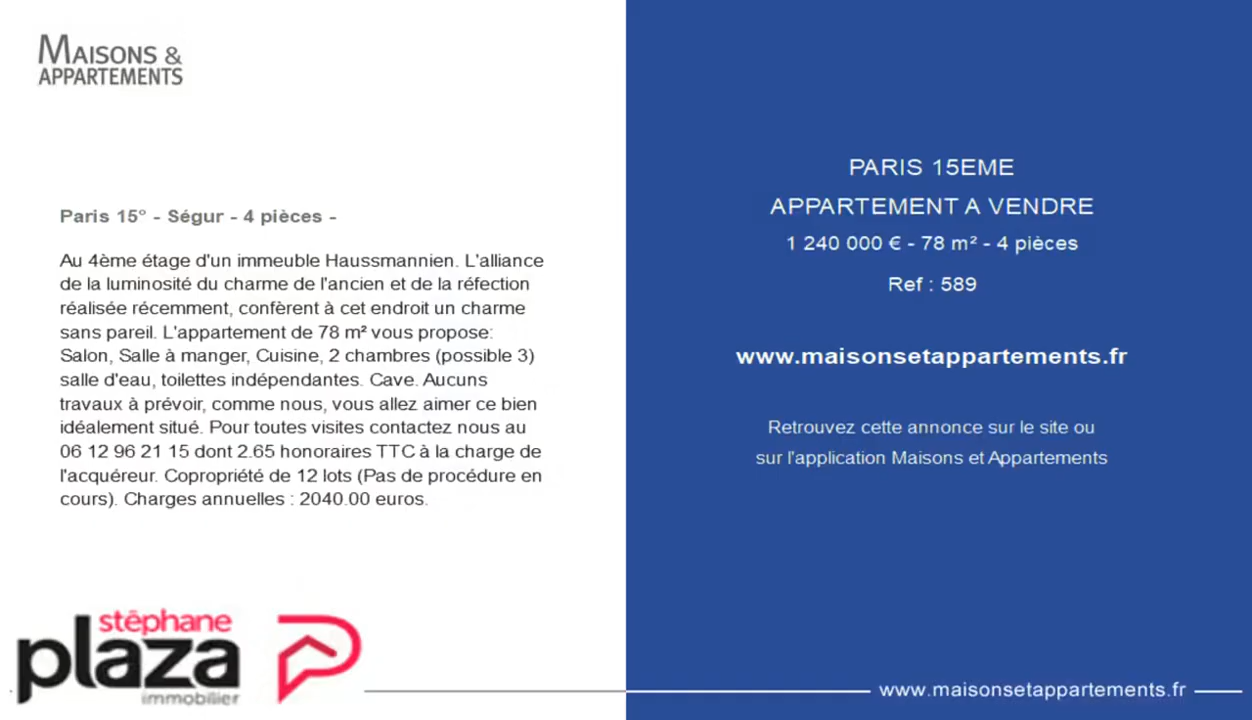 MAISONS &
APPARTEMENTS
Paris 15° - Ségur - 4 pièces -
Au 4ème étage d'un immeuble Haussmannien. L'alliance
de la luminosité du charme de l'ancien et de la réfection
réalisée récemment, confèrent à cet endroit un charme
sans pareil. L'appartement de 78 m² vous propose:
Salon, Salle à manger, Cuisine, 2 chambres (possible 3)
salle d'eau, toilettes indépendantes. Cave. Aucuns
travaux à prévoir, comme nous, vous allez aimer ce bien
idéalement situé. Pour toutes visites contactez nous au
06 12 96 21 15 dont 2.65 honoraires TTC à la charge de
l'acquéreur. Copropriété de 12 lots (Pas de procédure en
cours). Charges annuelles : 2040.00 euros.
stéphane
plaza
immobilier
PARIS 15EME
APPARTEMENT A VENDRE
1 240 000 € - 78 m² - 4 pièces
Ref : 589
www.maisonsetappartements.fr
Retrouvez cette annonce sur le site ou
sur l'application Maisons et Appartements
www.maisonsetappartements.fr